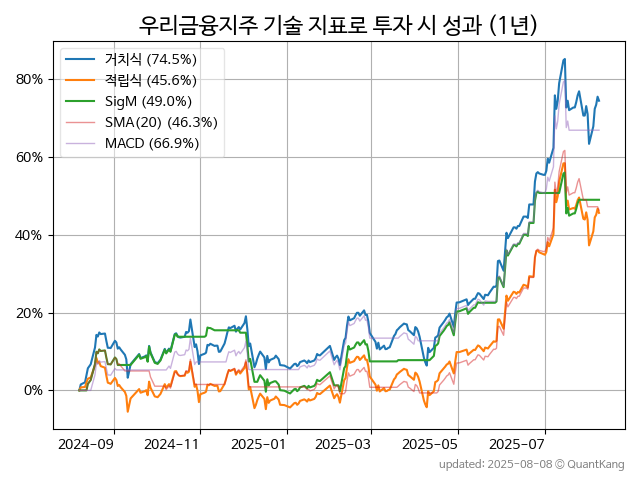 우리금융지주 기술 지표로 투자 시 성과 (1년)
거치식 (74.5%)
적립식 (45.6%)
SigM (49.0%)
SMA(20) (46.3%)
MACD (66.9%)
80%
60%
40%
20%
0%
2024-09 2024-11 2025-01 2025-03 2025-05 2025-07
updated: 2025-08-08 © QuantKang